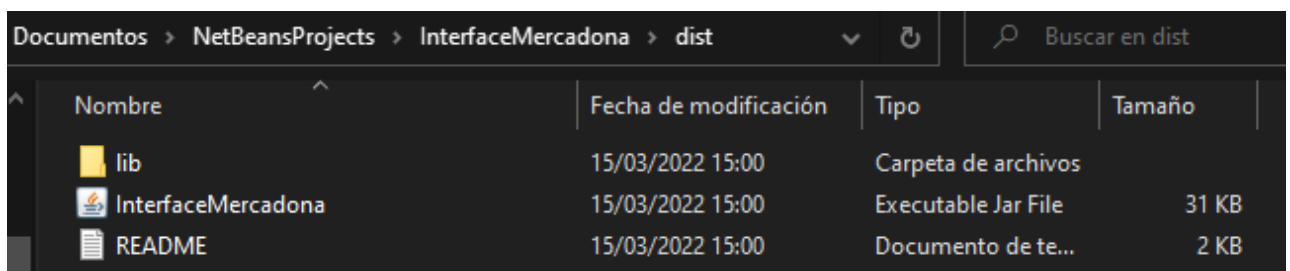 Documentos > NetBeansProjects > InterfaceMercadona > dist Buscar en dist
Nombre Fecha de modificación Tipo Tamaño
lib 15/03/2022 15:00 Carpeta de archivos
InterfaceMercadona 15/03/2022 15:00 Executable Jar File 31 KB
README 15/03/2022 15:00 Documento de te... 2 KB